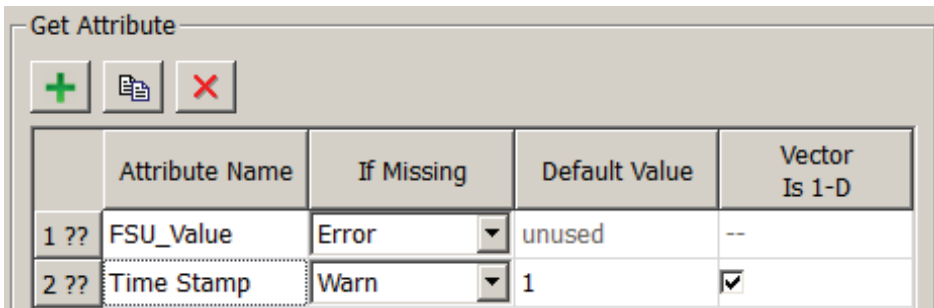 Get Attribute
Attribute Name If Missing Default Value Vector Is 1-D
1 ?? FSU_Value Error unused --
2 ?? Time Stamp Warn 1